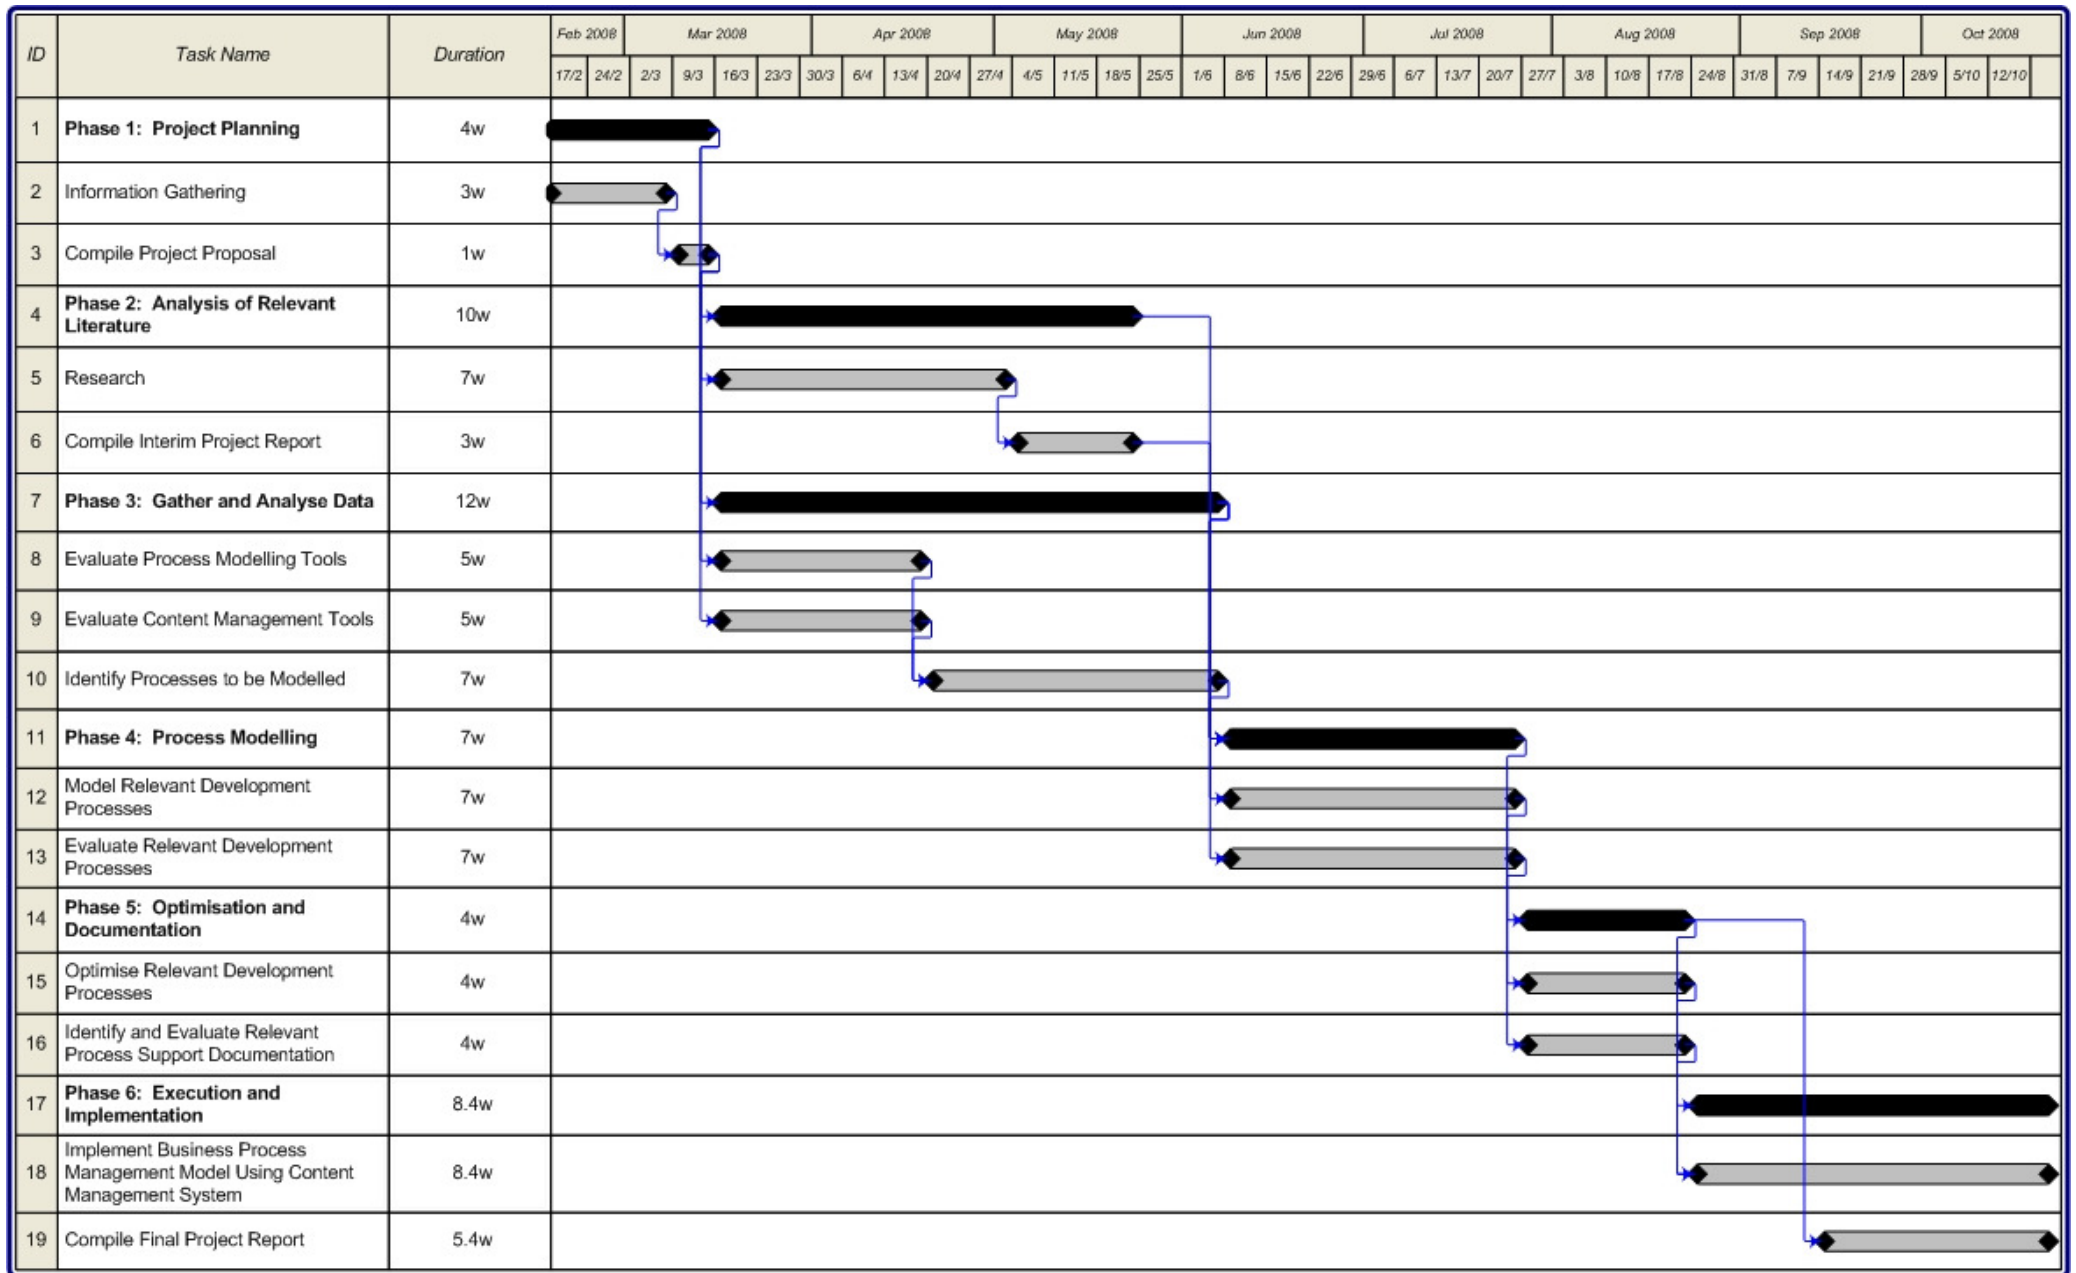 ID Task Name Duration Feb 2008 Mar 2008 Apr 2008 May 2008 Jun 2008 Jul 2008 Aug 2008 Sep 2008 Oct 2008
17/2 24/2 2/3 9/3 16/3 23/3 30/3 6/4 13/4 20/4 27/4 4/5 11/5 18/5 25/5 1/6 8/6 15/6 22/6 29/6 6/7 13/7 20/7 27/7 3/8 10/8 17/8 24/8 31/8 7/9 14/9 21/9 28/9 5/10 12/10
1 Phase 1: Project Planning 4w
2 Information Gathering 3w
3 Compile Project Proposal 1w
4 Phase 2: Analysis of Relevant
Literature 10w
5 Research 7w
6 Compile Interim Project Report 3w
7 Phase 3: Gather and Analyse Data 12w
8 Evaluate Process Modelling Tools 5w
9 Evaluate Content Management Tools 5w
10 Identify Processes to be Modelled 7w
11 Phase 4: Process Modelling 7w
12 Model Relevant Development
Processes 7w
13 Evaluate Relevant Development
Processes 7w
14 Phase 5: Optimisation and
Documentation 4w
15 Optimise Relevant Development
Processes 4w
16 Identify and Evaluate Relevant
Process Support Documentation 4w
17 Phase 6: Execution and
Implementation 8.4w
18 Implement Business Process
Management Model Using Content
Management System 8.4w
19 Compile Final Project Report 5.4w